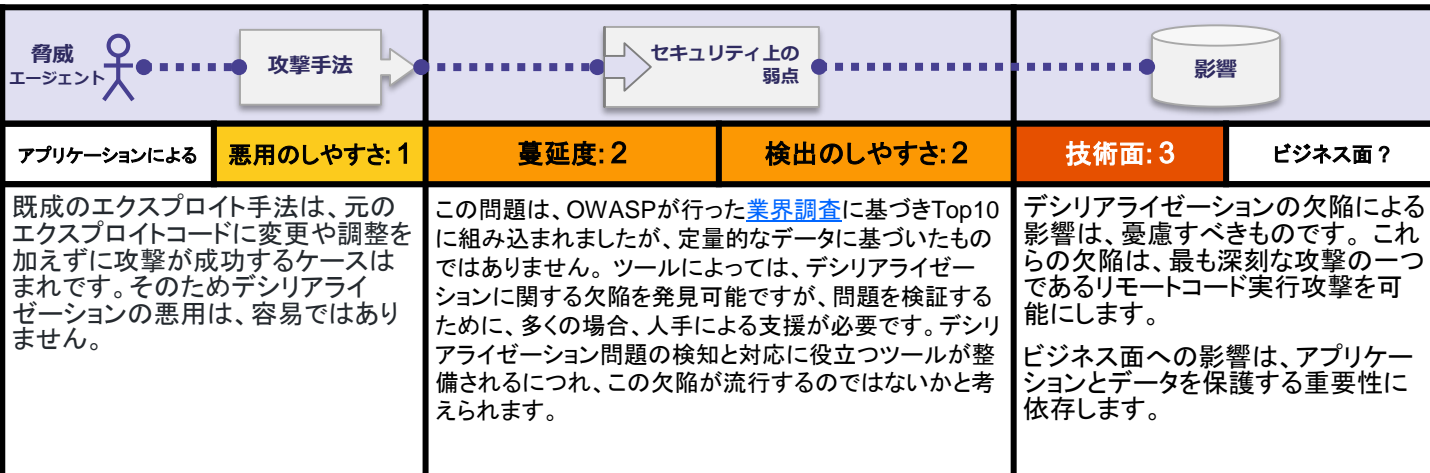 脅威
エージェント
攻撃手法
セキュリティ上の
弱点
影響
アプリケーションによる
悪用のしやすさ: 1
蔓延度: 2
検出のしやすさ: 2
技術面: 3
ビジネス面 ?
既成のエクスプロイト手法は、元の
エクスプロイトコードに変更や調整を
加えずに攻撃が成功するケースは
まれです。そのためデシリアライ
ゼーションの悪用は、容易ではあり
ません。
この問題は、OWASPが行った業界調査に基づきTop10
に組み込まれましたが、定量的なデータに基づいたもの
ではありません。ツールによっては、デシリアライゼー
ションに関する欠陥を発見可能ですが、問題を検証する
ために、多くの場合、人手による支援が必要です。デシリ
アライゼーション問題の検知と対応に役立つツールが整
備されるにつれ、この欠陥が流行するのではないかと考
えられます。
デシリアライゼーションの欠陥による
影響は、憂慮すべきものです。これ
らの欠陥は、最も深刻な攻撃の一つ
であるリモートコード実行攻撃を可
能にします。
ビジネス面への影響は、アプリケー
ションとデータを保護する重要性に
依存します。